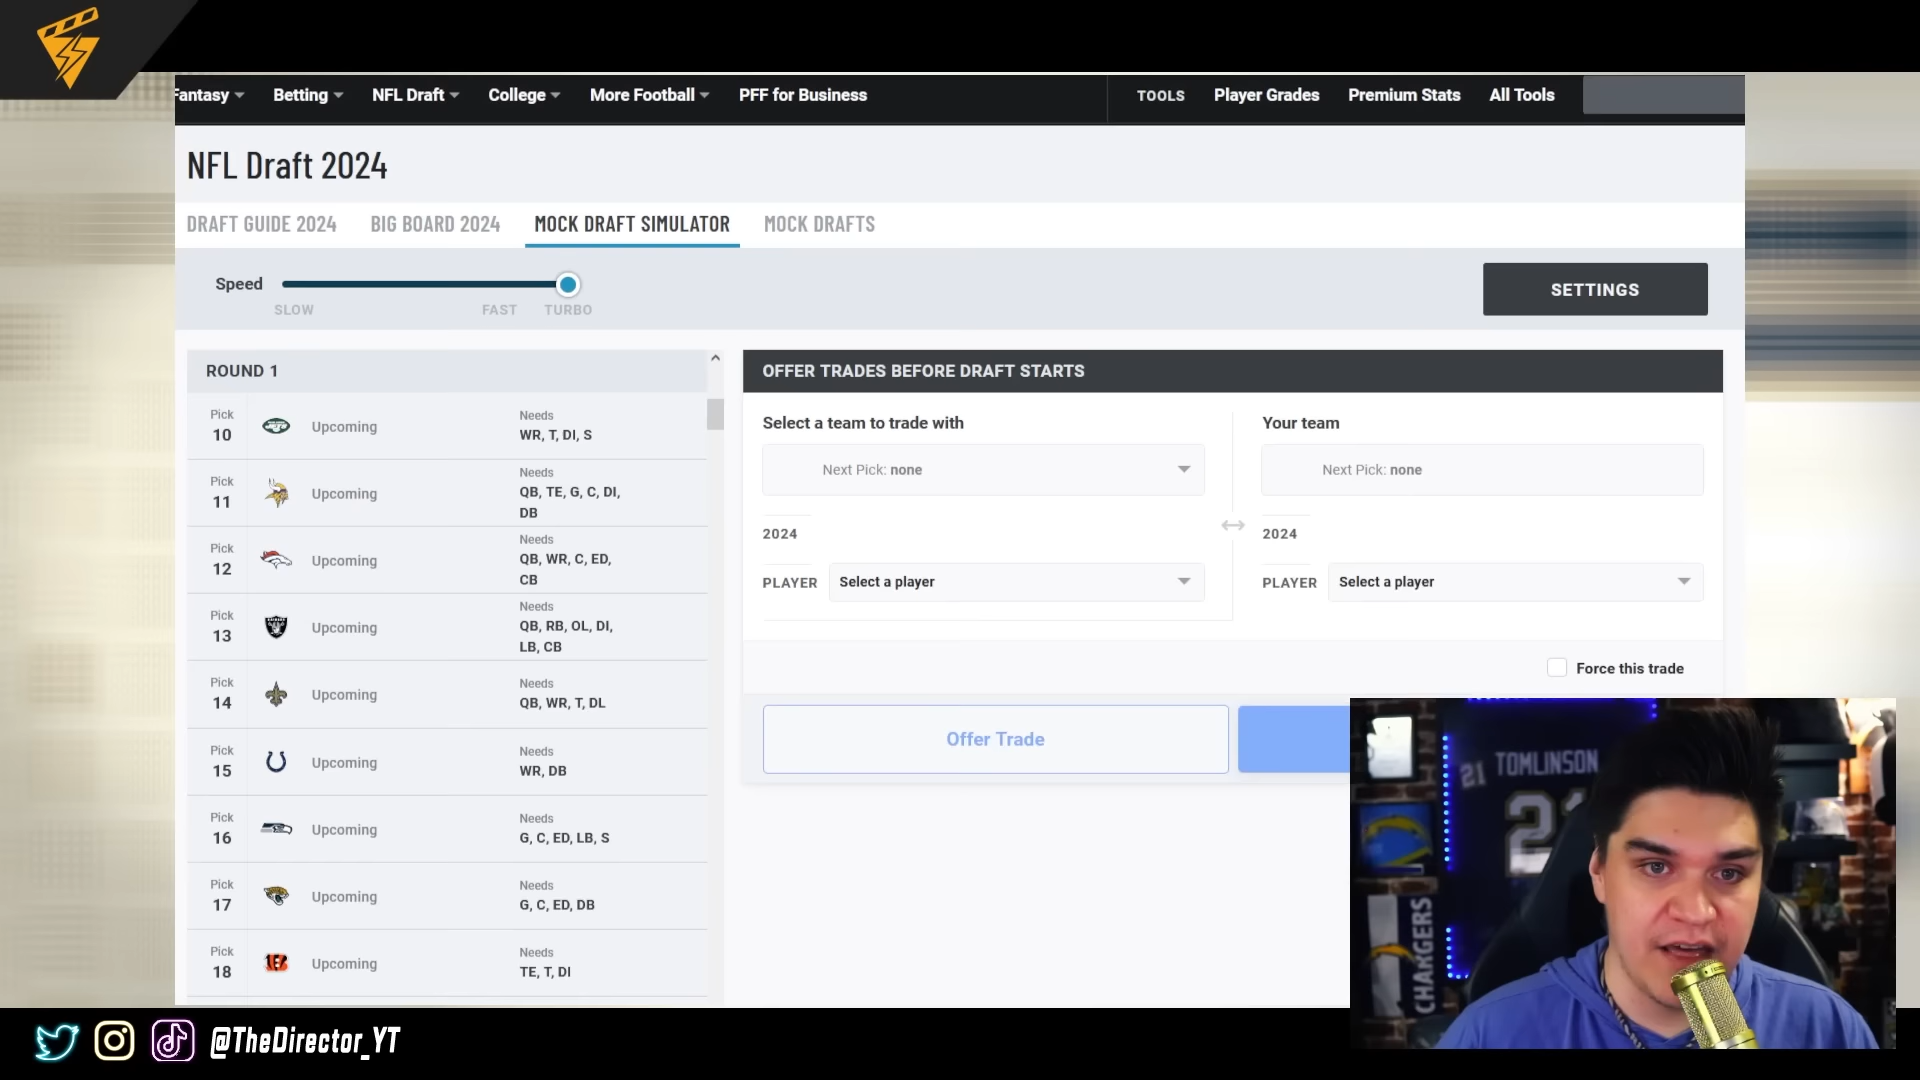 Fantasy Betting NFL Draft College More Football PFF for Business TOOLS Player Grades Premium Stats All Tools
NFL Draft 2024
DRAFT GUIDE 2024 BIG BOARD 2024 MOCK DRAFT SIMULATOR MOCK DRAFTS
Speed
SLOW FAST TURBO
SETTINGS
ROUND 1
Pick
10
Upcoming
Needs
WR, T, DI, S
Pick
11
Upcoming
Needs
QB, TE, G, C, DI,
DB
Pick
12
Upcoming
Needs
QB, WR, C, ED,
CB
Pick
13
Upcoming
Needs
QB, RB, OL, DI,
LB, CB
Pick
14
Upcoming
Needs
QB, WR, T, DL
Pick
15
Upcoming
Needs
WR, DB
Pick
16
Upcoming
Needs
G, C, ED, LB, S
Pick
17
Upcoming
Needs
G, C, ED, DB
Pick
18
Upcoming
Needs
TE, T, DI
OFFER TRADES BEFORE DRAFT STARTS
Select a team to trade with
Next Pick: none
2024
PLAYER Select a player
Your team
Next Pick: none
2024
PLAYER Select a player
Force this trade
Offer Trade
21 TOMLINSON
21
CHARGERS
@TheDirector_YT